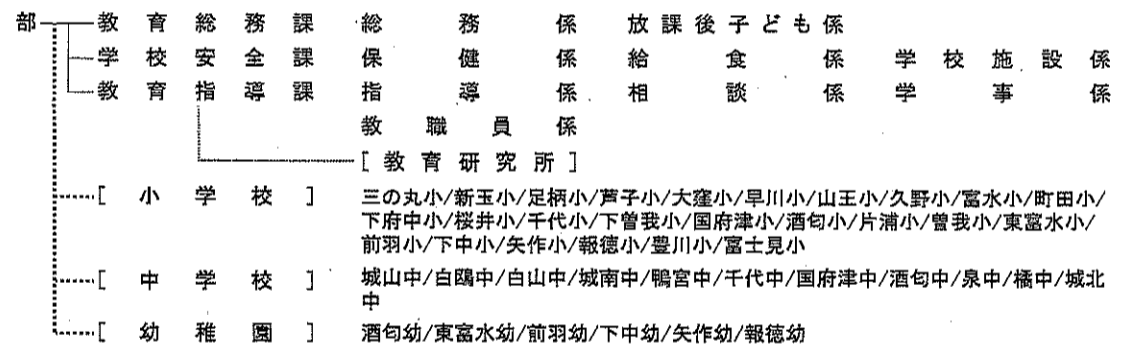 部 教育総務課 総務係 放課後子ども係
学校安全課 保健係 給食係 学校施設係
教育指導課 指導係 相談係 学事係
教職員係
[教育研究所]
[小学校] 三の丸小/新玉小/足柄小/芦子小/大窪小/早川小/山王小/久野小/富水小/町田小/
下府中小/桜井小/千代小/下曽我小/国府津小/酒匂小/片浦小/曽我小/東富水小/
前羽小/下中小/矢作小/報徳小/豊川小/富士見小
[中学校] 城山中/白鴎中/白山中/城南中/鴨宮中/千代中/国府津中/酒匂中/泉中/橘中/城北
中
[幼稚園] 酒匂幼/東富水幼/前羽幼/下中幼/矢作幼/報徳幼